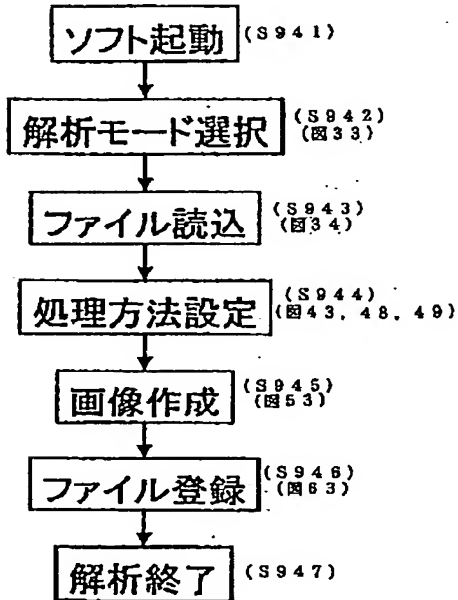 ソフト起動 (S941)
解析モード選択 (S942)
(図33)
ファイル読込 (S943)
(図34)
処理方法設定 (S944)
(図43,48,49)
画像作成 (S945)
(図53)
ファイル登録 (S946)
(図63)
解析終了 (S947)